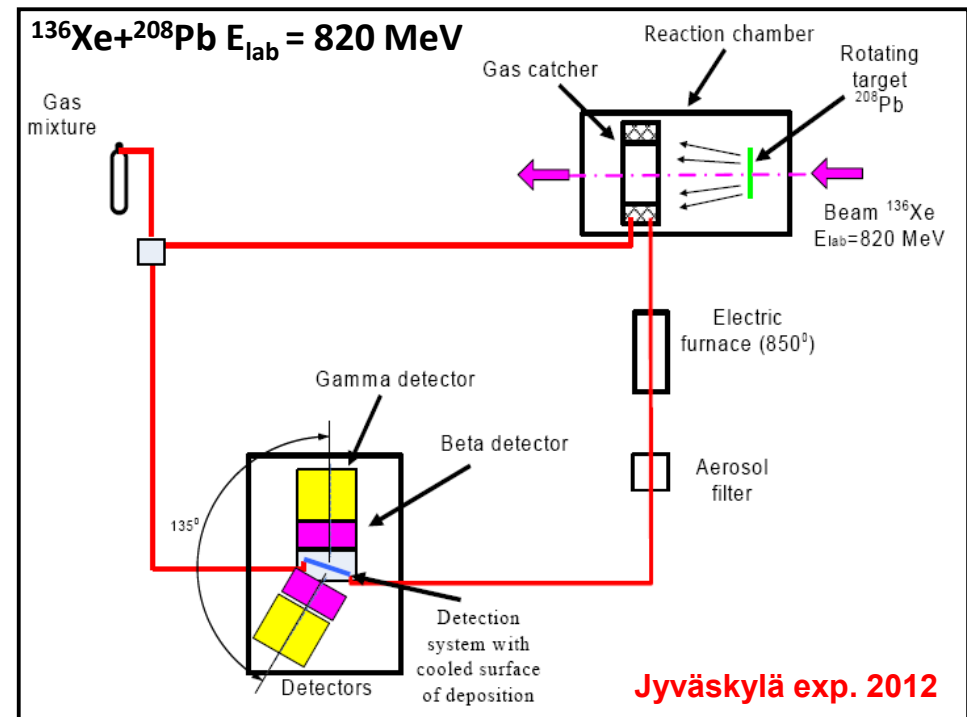 ¹³⁶Xe+²⁰⁸Pb E_lab = 820 MeV
Reaction chamber
Gas catcher
Rotating
target
²⁰⁸Pb
Gas
mixture
Beam ¹³⁶Xe
Elab=820 MeV
Electric
furnace (850⁰)
Gamma detector
Beta detector
Aerosol
filter
135⁰
Detection
system with
cooled surface
of deposition
Detectors
Jyväskylä exp. 2012